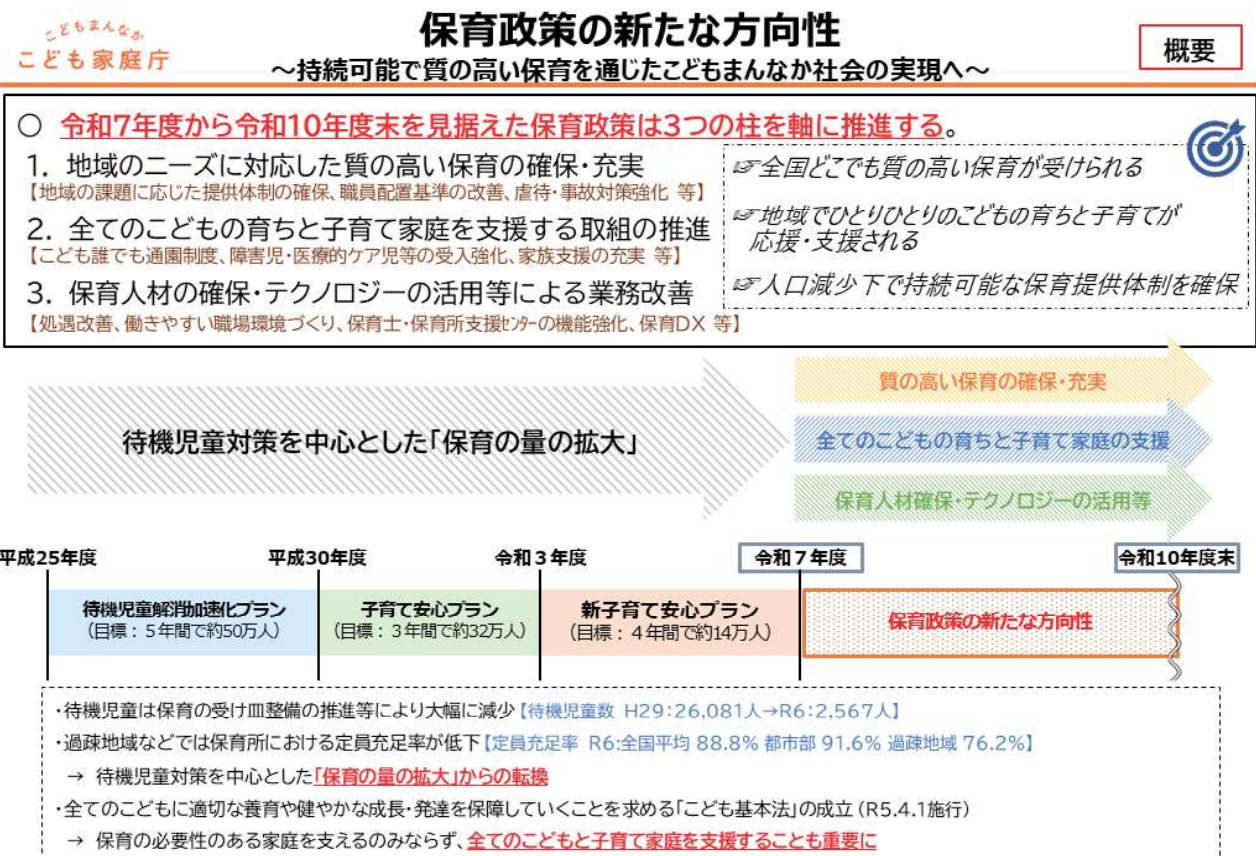 こどもまんなか
こども家庭庁
保育政策の新たな方向性
～持続可能で質の高い保育を通じたこどもまんなか社会の実現へ～
概要
○ 令和7年度から令和10年度末を見据えた保育政策は3つの柱を軸に推進する。
1. 地域のニーズに対応した質の高い保育の確保・充実
【地域の課題に応じた提供体制の確保、職員配置基準の改善、虐待・事故対策強化 等】
2. 全てのこどもの育ちと子育て家庭を支援する取組の推進
【こども誰でも通園制度、障害児・医療的ケア児等の受入強化、家族支援の充実 等】
3. 保育人材の確保・テクノロジーの活用等による業務改善
【処遇改善、働きやすい職場環境づくり、保育士・保育所支援センターの機能強化、保育DX 等】
☞全国どこでも質の高い保育が受けられる
☞地域でひとりひとりのこどもの育ちと子育てが
応援・支援される
☞人口減少下で持続可能な保育提供体制を確保
待機児童対策を中心とした「保育の量の拡大」
質の高い保育の確保・充実
全てのこどもの育ちと子育て家庭の支援
保育人材確保・テクノロジーの活用等
平成25年度 平成30年度 令和3年度 令和7年度 令和10年度末
待機児童解消加速化プラン
（目標：5年間で約50万人）
子育て安心プラン
（目標：3年間で約32万人）
新子育て安心プラン
（目標：4年間で約14万人）
保育政策の新たな方向性
・待機児童は保育の受け皿整備の推進等により大幅に減少【待機児童数 H29：26,081人→R6：2,567人】
・過疎地域などでは保育所における定員充足率が低下【定員充足率 R6:全国平均 88.8% 都市部 91.6% 過疎地域 76.2%】
→ 待機児童対策を中心とした「保育の量の拡大」からの転換
・全てのこどもに適切な養育や健やかな成長・発達を保障していくことを求める「こども基本法」の成立（R5.4.1施行）
→ 保育の必要性のある家庭を支えるのみならず、全てのこどもと子育て家庭を支援することも重要に